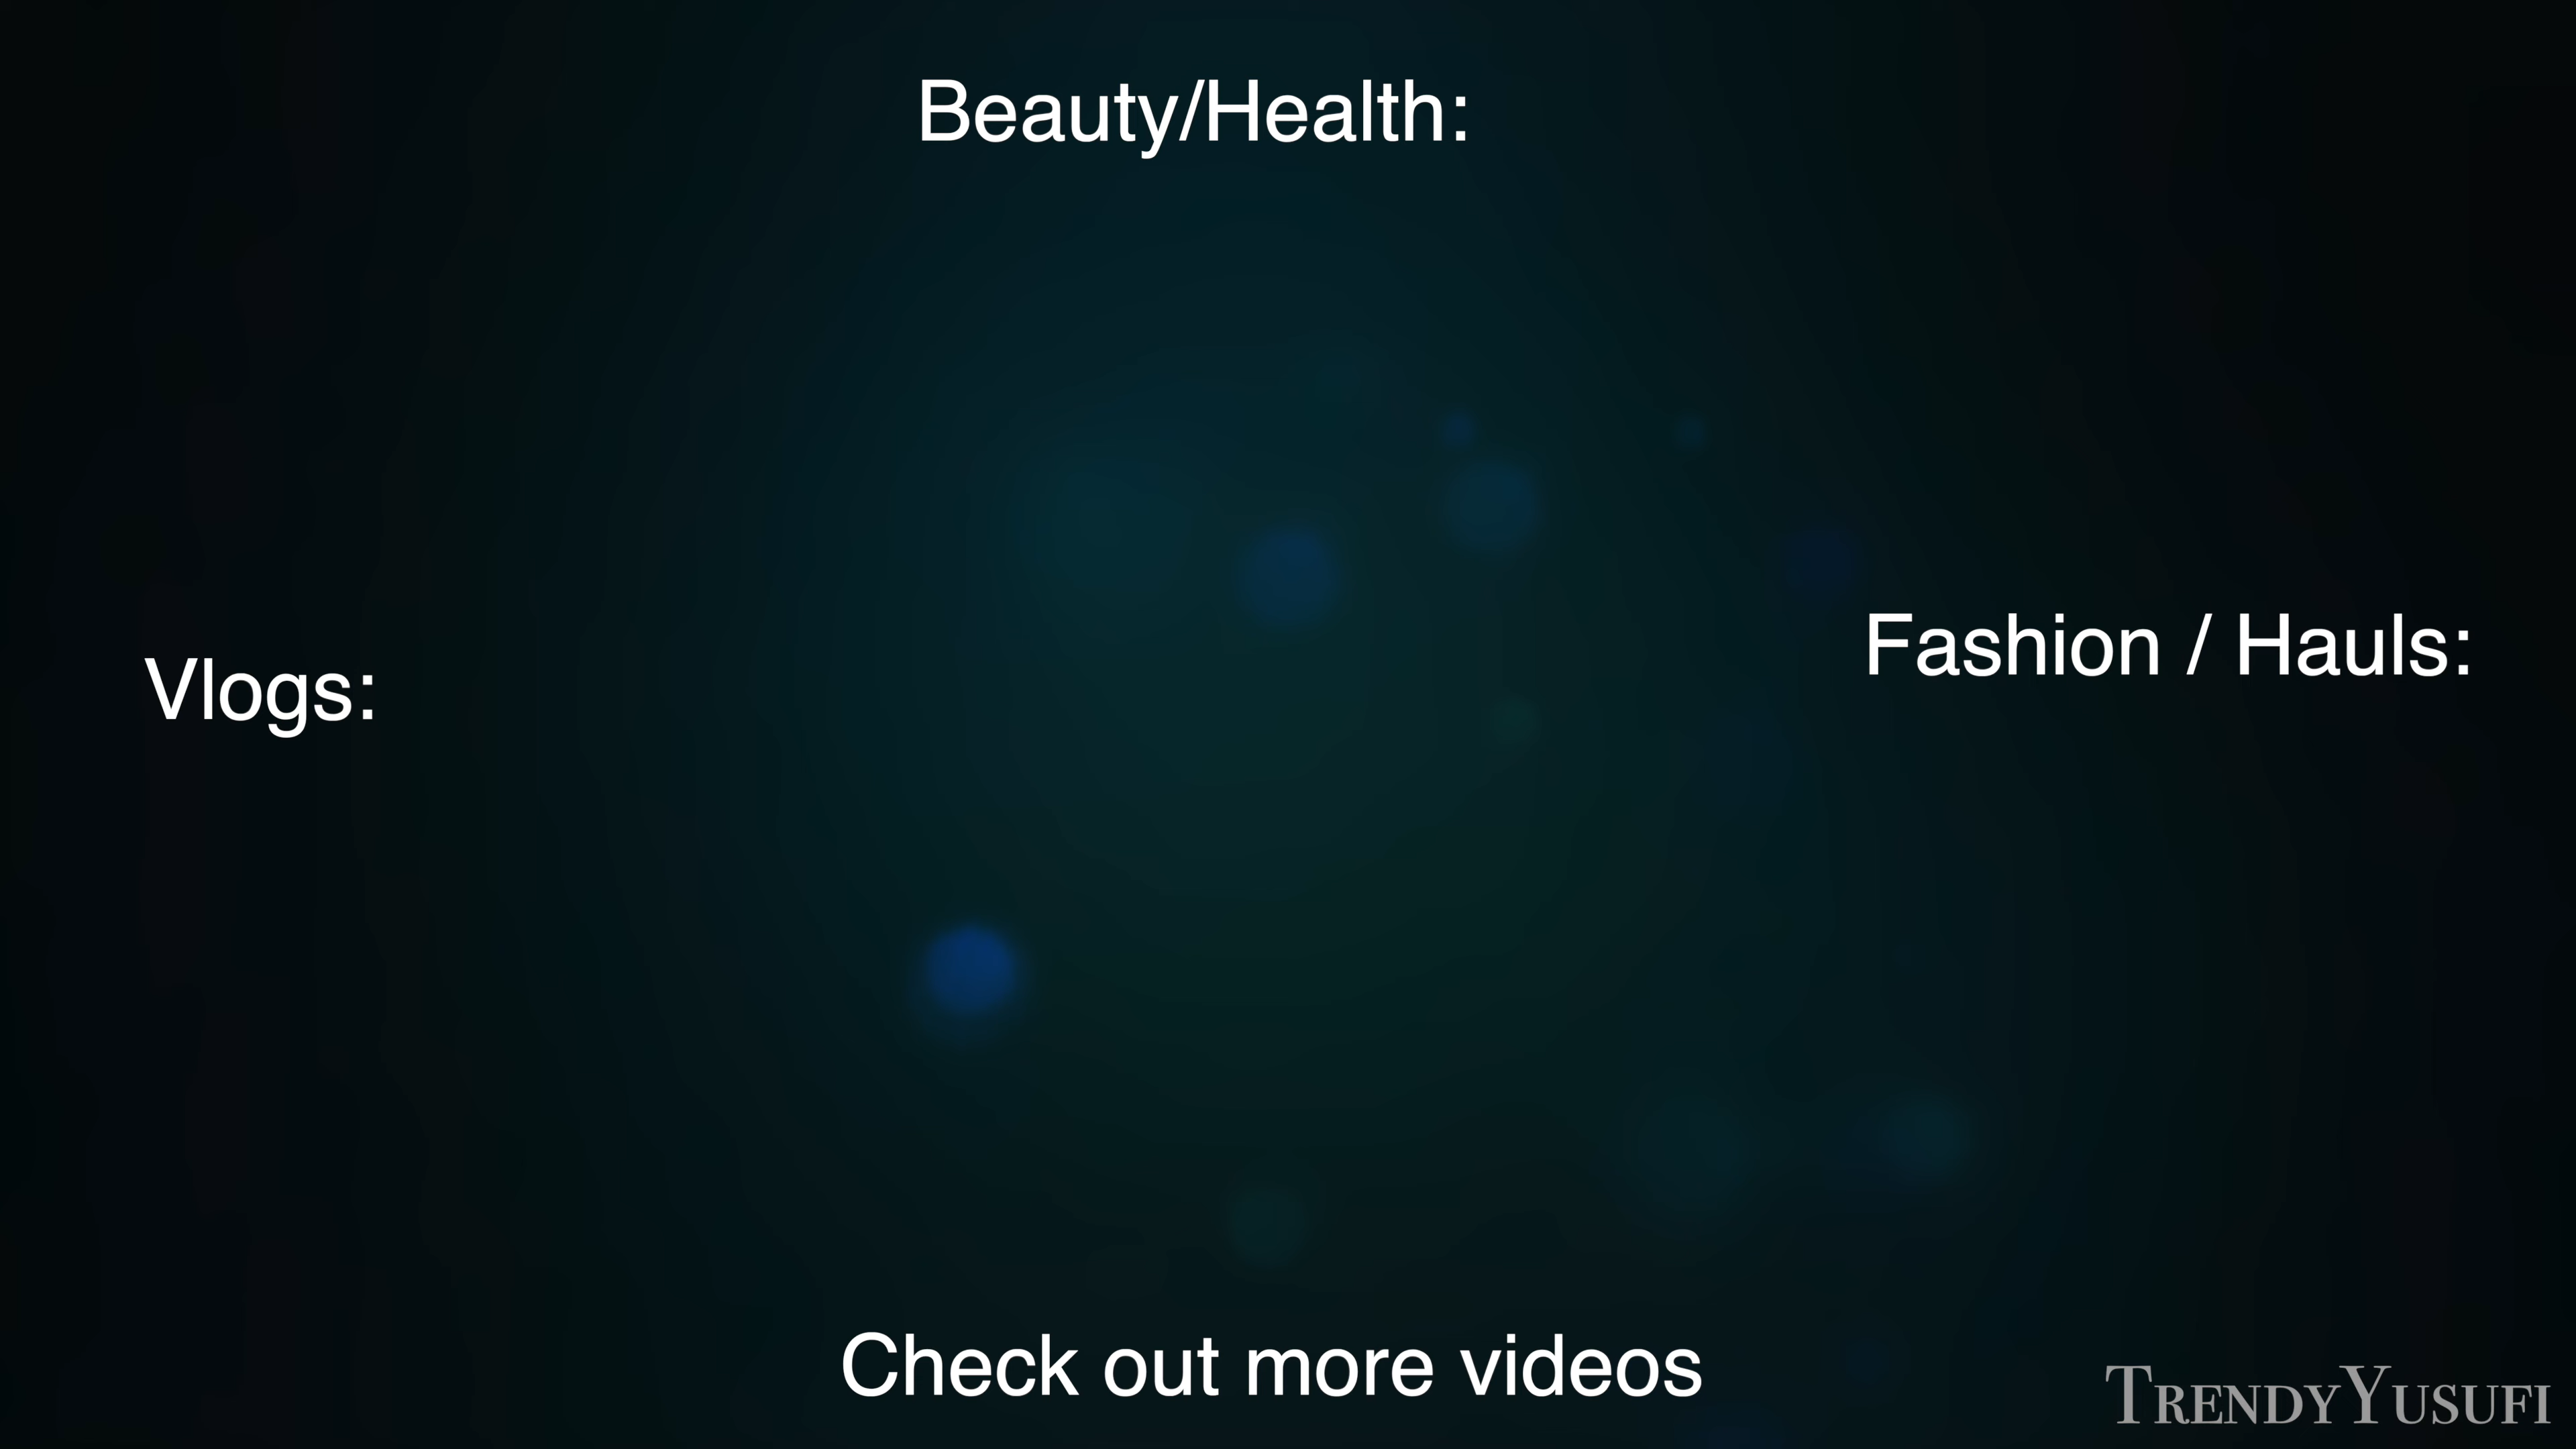 Beauty/Health:
Vlogs:
Fashion / Hauls:
Check out more videos
TrendyYusufi